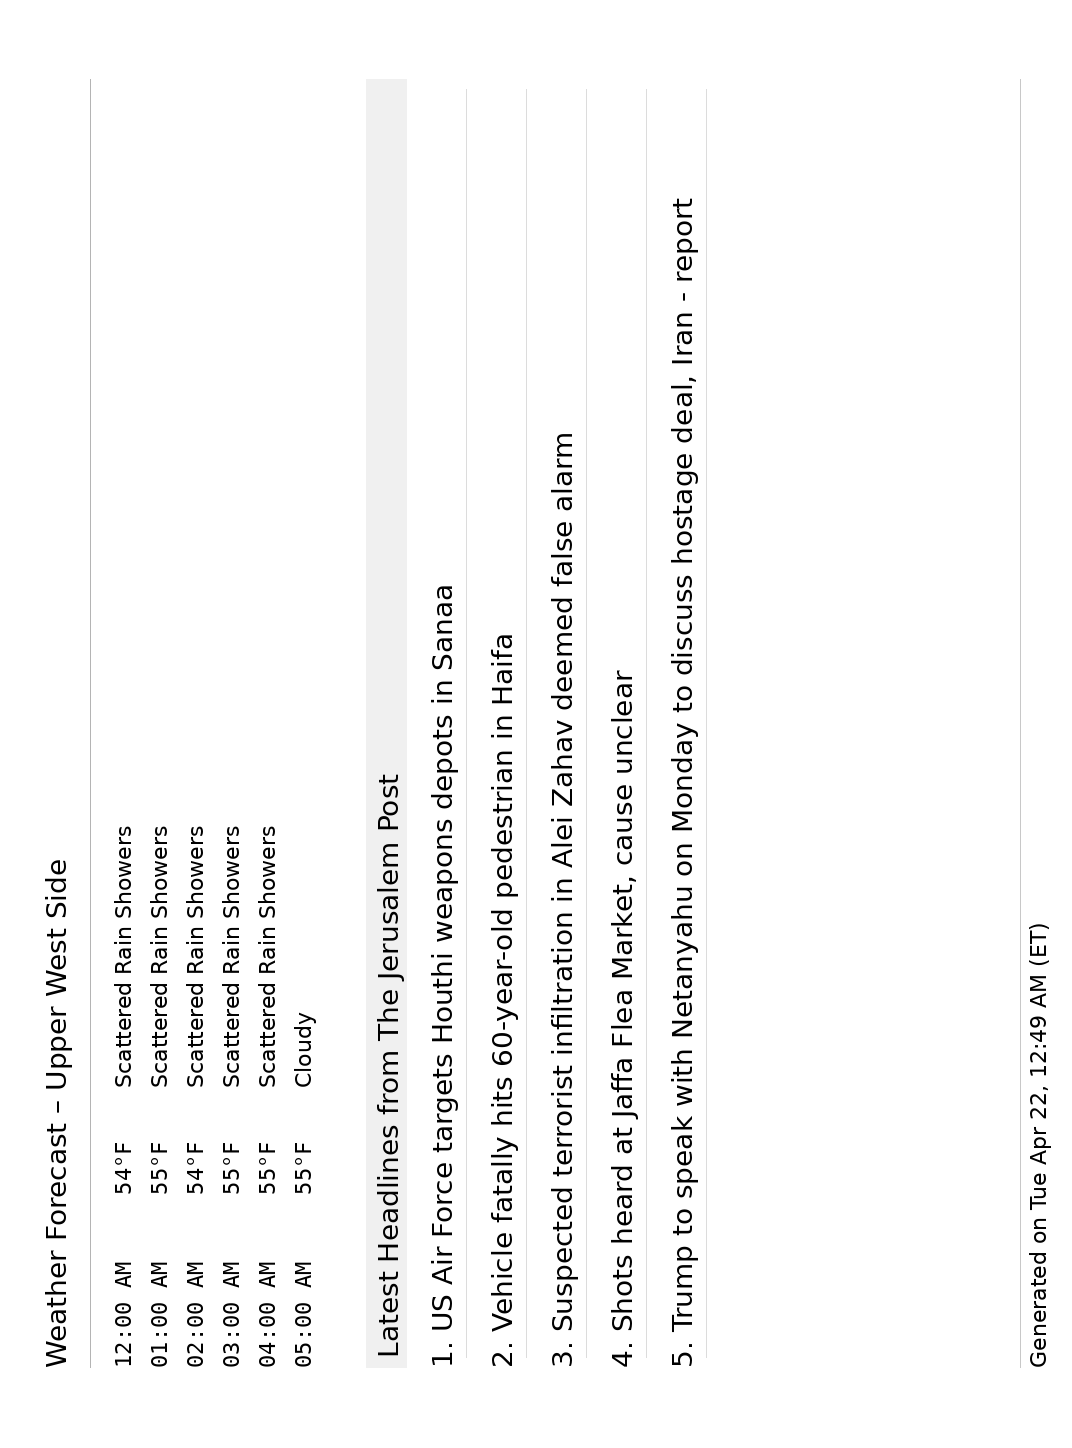 Weather Forecast – Upper West Side
12:00 AM 54°F Scattered Rain Showers
01:00 AM 55°F Scattered Rain Showers
02:00 AM 54°F Scattered Rain Showers
03:00 AM 55°F Scattered Rain Showers
04:00 AM 55°F Scattered Rain Showers
05:00 AM 55°F Cloudy
Latest Headlines from The Jerusalem Post
1. US Air Force targets Houthi weapons depots in Sanaa
2. Vehicle fatally hits 60-year-old pedestrian in Haifa
3. Suspected terrorist infiltration in Alei Zahav deemed false alarm
4. Shots heard at Jaffa Flea Market, cause unclear
5. Trump to speak with Netanyahu on Monday to discuss hostage deal, Iran - report
Generated on Tue Apr 22, 12:49 AM (ET)